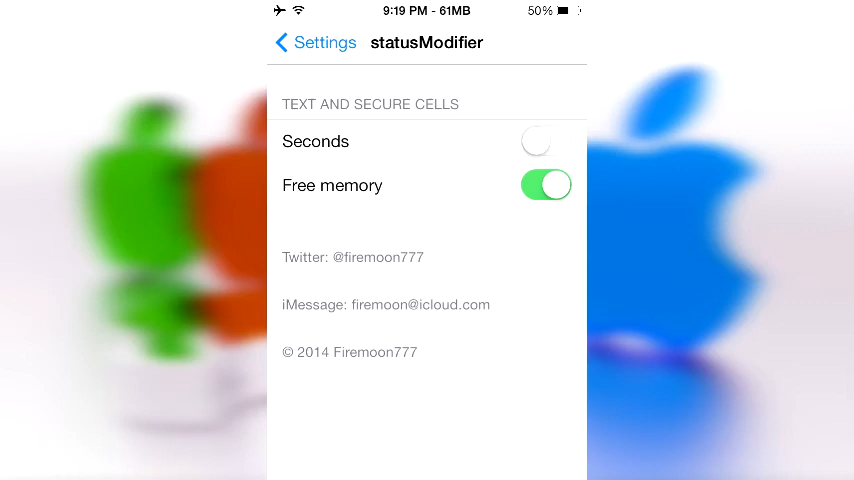 9:19 PM - 61MB
50%
Settings
statusModifier
TEXT AND SECURE CELLS
Seconds
Free memory
Twitter: @firemoon777
iMessage: firemoon@icloud.com
© 2014 Firemoon777